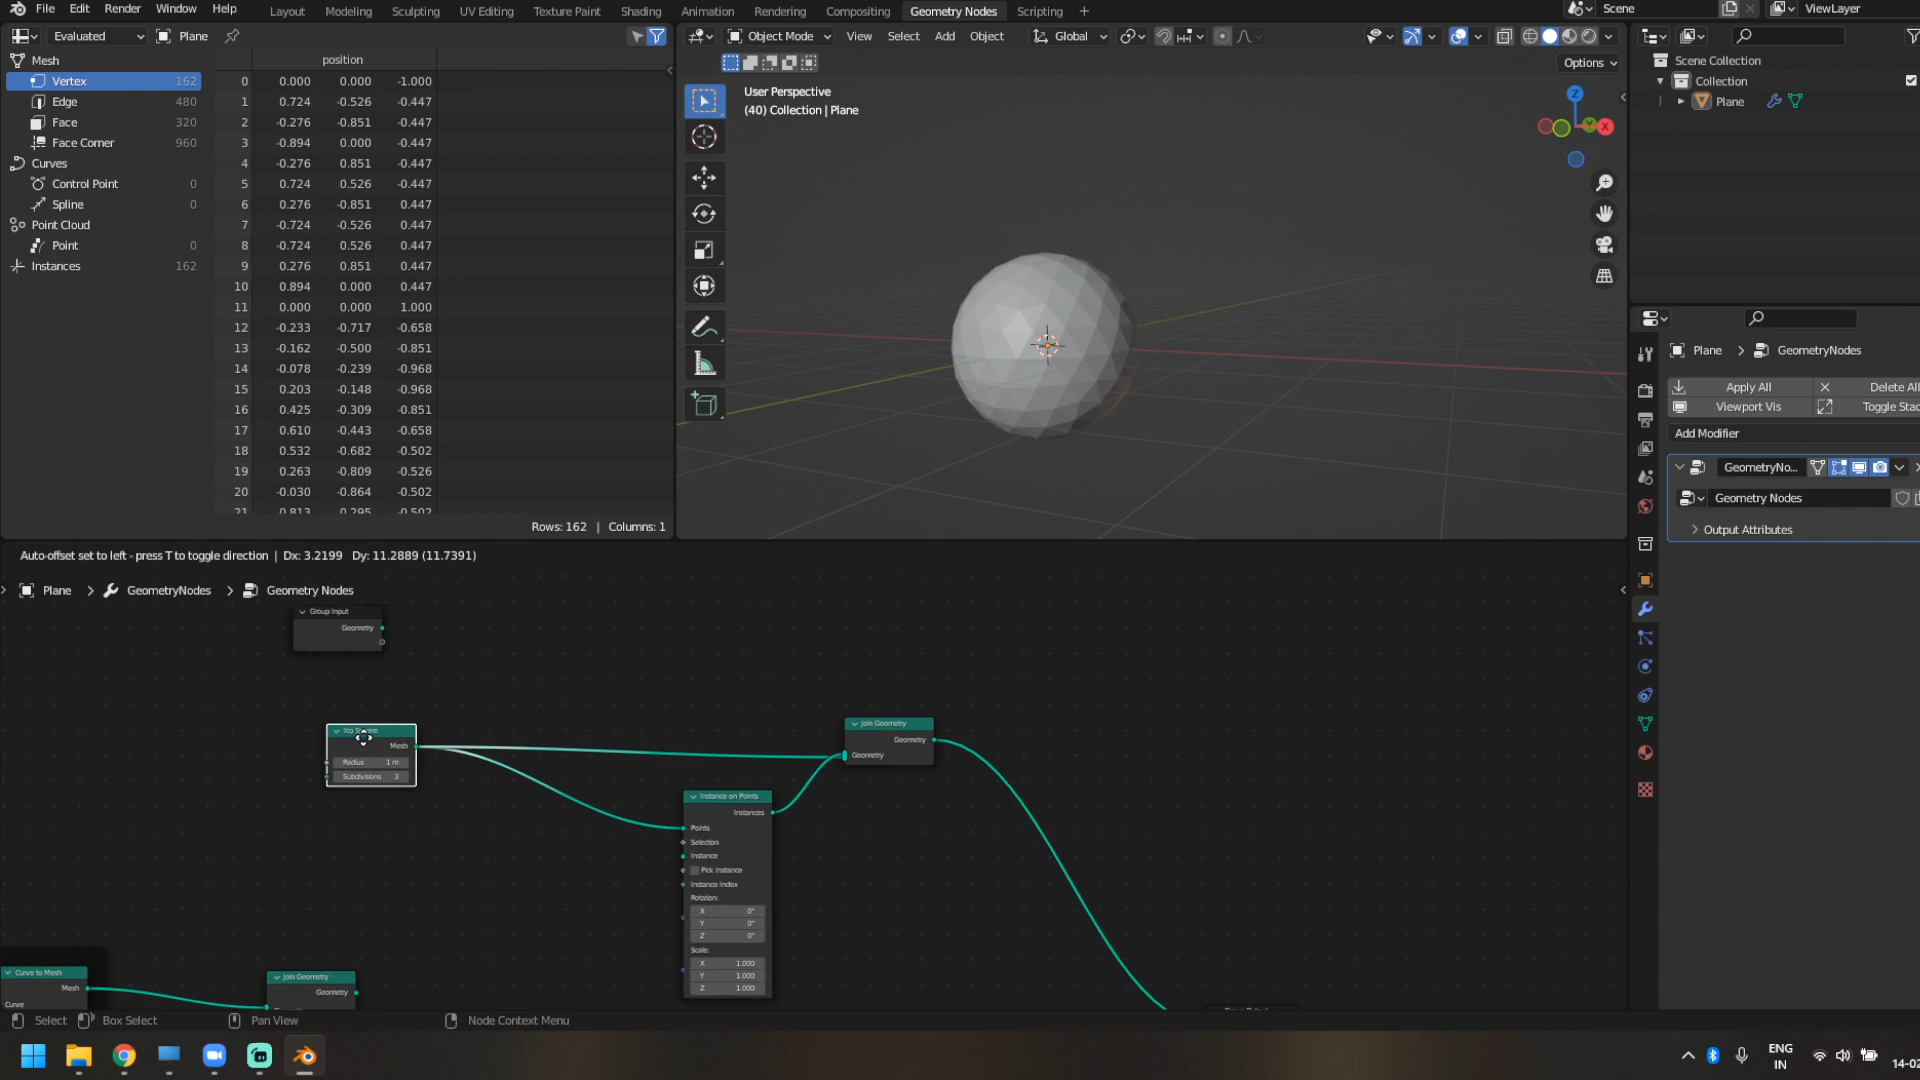 File Edit Render Window Help Layout Modeling Sculpting UV Editing Texture Paint Shading Animation Rendering Compositing Geometry Nodes Scripting + Scene ViewLayer
Evaluated Plane
Object Mode View Select Add Object Global
Options
position
Mesh
Vertex 162
Edge 480
Face 320
Face Corner 960
Curves
Control Point 0
Spline 0
Point Cloud
Point 0
Instances 162
0 0.000 0.000 -1.000
1 0.724 -0.526 -0.447
2 -0.276 -0.851 -0.447
3 -0.894 0.000 -0.447
4 -0.276 0.851 -0.447
5 0.724 0.526 -0.447
6 0.276 -0.851 0.447
7 -0.724 -0.526 0.447
8 -0.724 0.526 0.447
9 0.276 0.851 0.447
10 0.894 0.000 0.447
11 0.000 0.000 1.000
12 -0.233 -0.717 -0.658
13 -0.162 -0.500 -0.851
14 -0.078 -0.239 -0.968
15 0.203 -0.148 -0.968
16 0.425 -0.309 -0.851
17 0.610 -0.443 -0.658
18 0.532 -0.682 -0.502
19 0.263 -0.809 -0.526
20 -0.030 -0.864 -0.502
21 0.813 0.295 -0.502
Rows: 162 | Columns: 1
User Perspective
(40) Collection | Plane
Z
Y
X
Scene Collection
Collection
Plane
Plane > GeometryNodes
Apply All Delete All
Viewport Vis Toggle Stac
Add Modifier
GeometryNo...
Geometry Nodes
Output Attributes
Auto-offset set to left - press T to toggle direction | Dx: 3.2199 Dy: 11.2889 (11.7391)
Plane > GeometryNodes > Geometry Nodes
Group Input
Geometry
Mesh
Radius 1 m
Subdivisions 3
Join Geometry
Geometry
Geometry
Instance on Points
Instances
Points
Selection
Instance
Pick Instance
Instance Index
Rotation:
X 0°
Y 0°
Z 0°
Scale:
X 1.000
Y 1.000
Z 1.000
Curve to Mesh
Mesh
Curve
Join Geometry
Geometry
Select Box Select Pan View Node Context Menu
ENG
IN
14-02